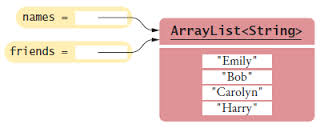 names =
ArrayList<String>
friends =
"Emily"
"Bob"
"Carolyn"
"Harry"